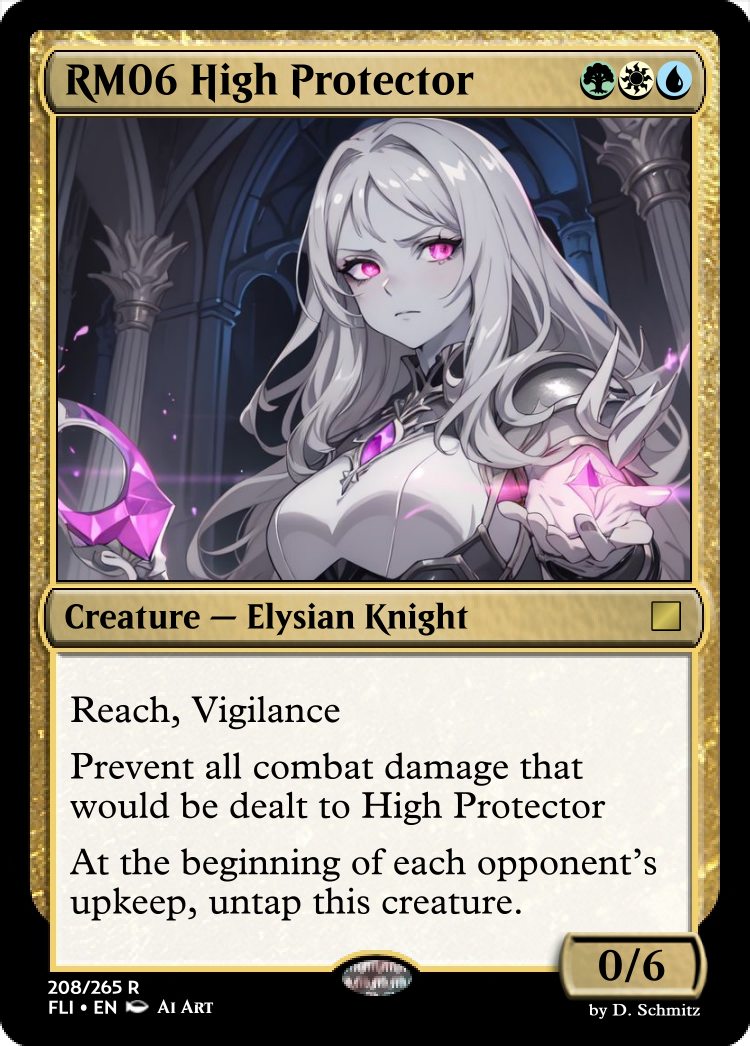 RM06 High Protector
Creature — Elysian Knight
Reach, Vigilance
Prevent all combat damage that
would be dealt to High Protector
At the beginning of each opponent's
upkeep, untap this creature.
0/6
208/265 R
FLI • EN AI ART
by D. Schmitz